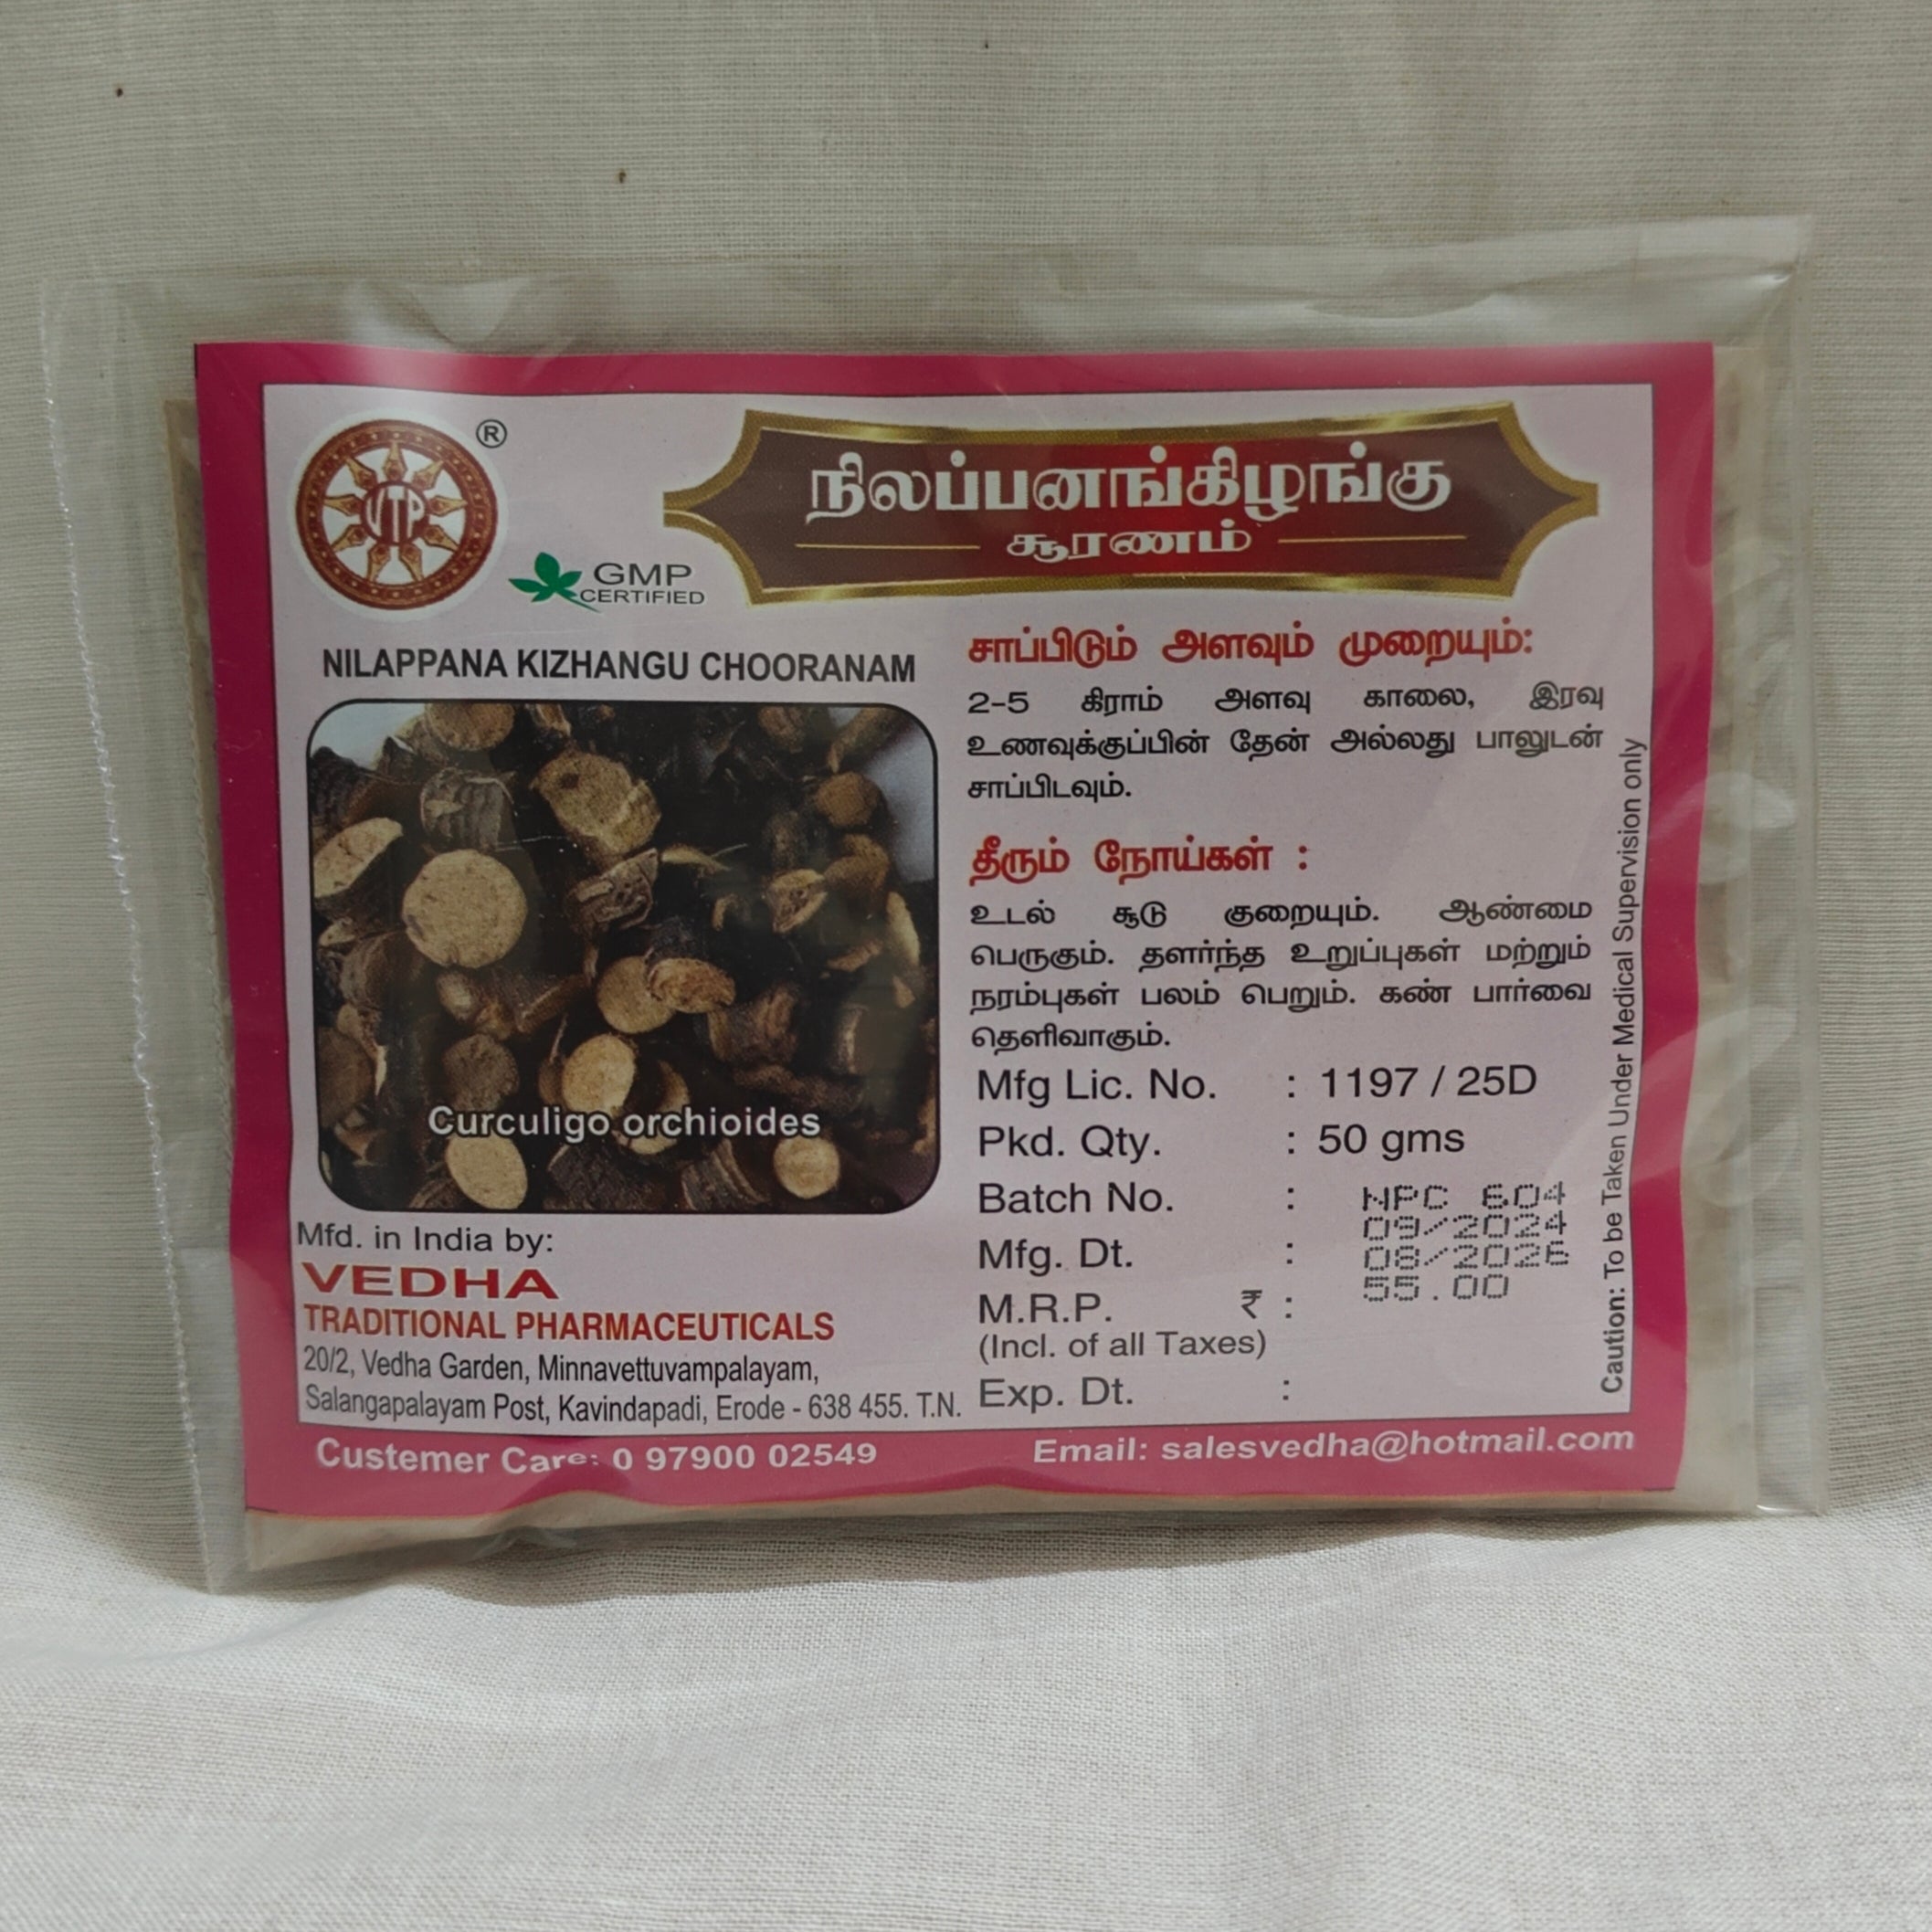 VTP
®
GMP
CERTIFIED
நிலப்பனங்கிழங்கு
சூரணம்
NILAPPANA KIZHANGU CHOORANAM
Curculigo orchioides
Mfd. in India by:
VEDHA
TRADITIONAL PHARMACEUTICALS
20/2, Vedha Garden, Minnavettuvampalayam,
Salangapalayam Post, Kavindapadi, Erode - 638 455. T.N.
சாப்பிடும் அளவும் முறையும்:
2-5 கிராம் அளவு காலை, இரவு
உணவுக்குப்பின் தேன் அல்லது பாலுடன்
சாப்பிடவும்.
தீரும் நோய்கள் :
உடல் சூடு குறையும். ஆண்மை
பெருகும். தளர்ந்த உறுப்புகள் மற்றும்
நரம்புகள் பலம் பெறும். கண் பார்வை
தெளிவாகும்.
Mfg Lic. No. : 1197 / 25D
Pkd. Qty. : 50 gms
Batch No. : NPC 604
09/2024
Mfg. Dt. : 08/2026
M.R.P. ₹ : 55.00
(Incl. of all Taxes)
Exp. Dt. :
Caution: To be Taken Under Medical Supervision only
Custemer Care: 0 97900 02549
Email: salesvedha@hotmail.com